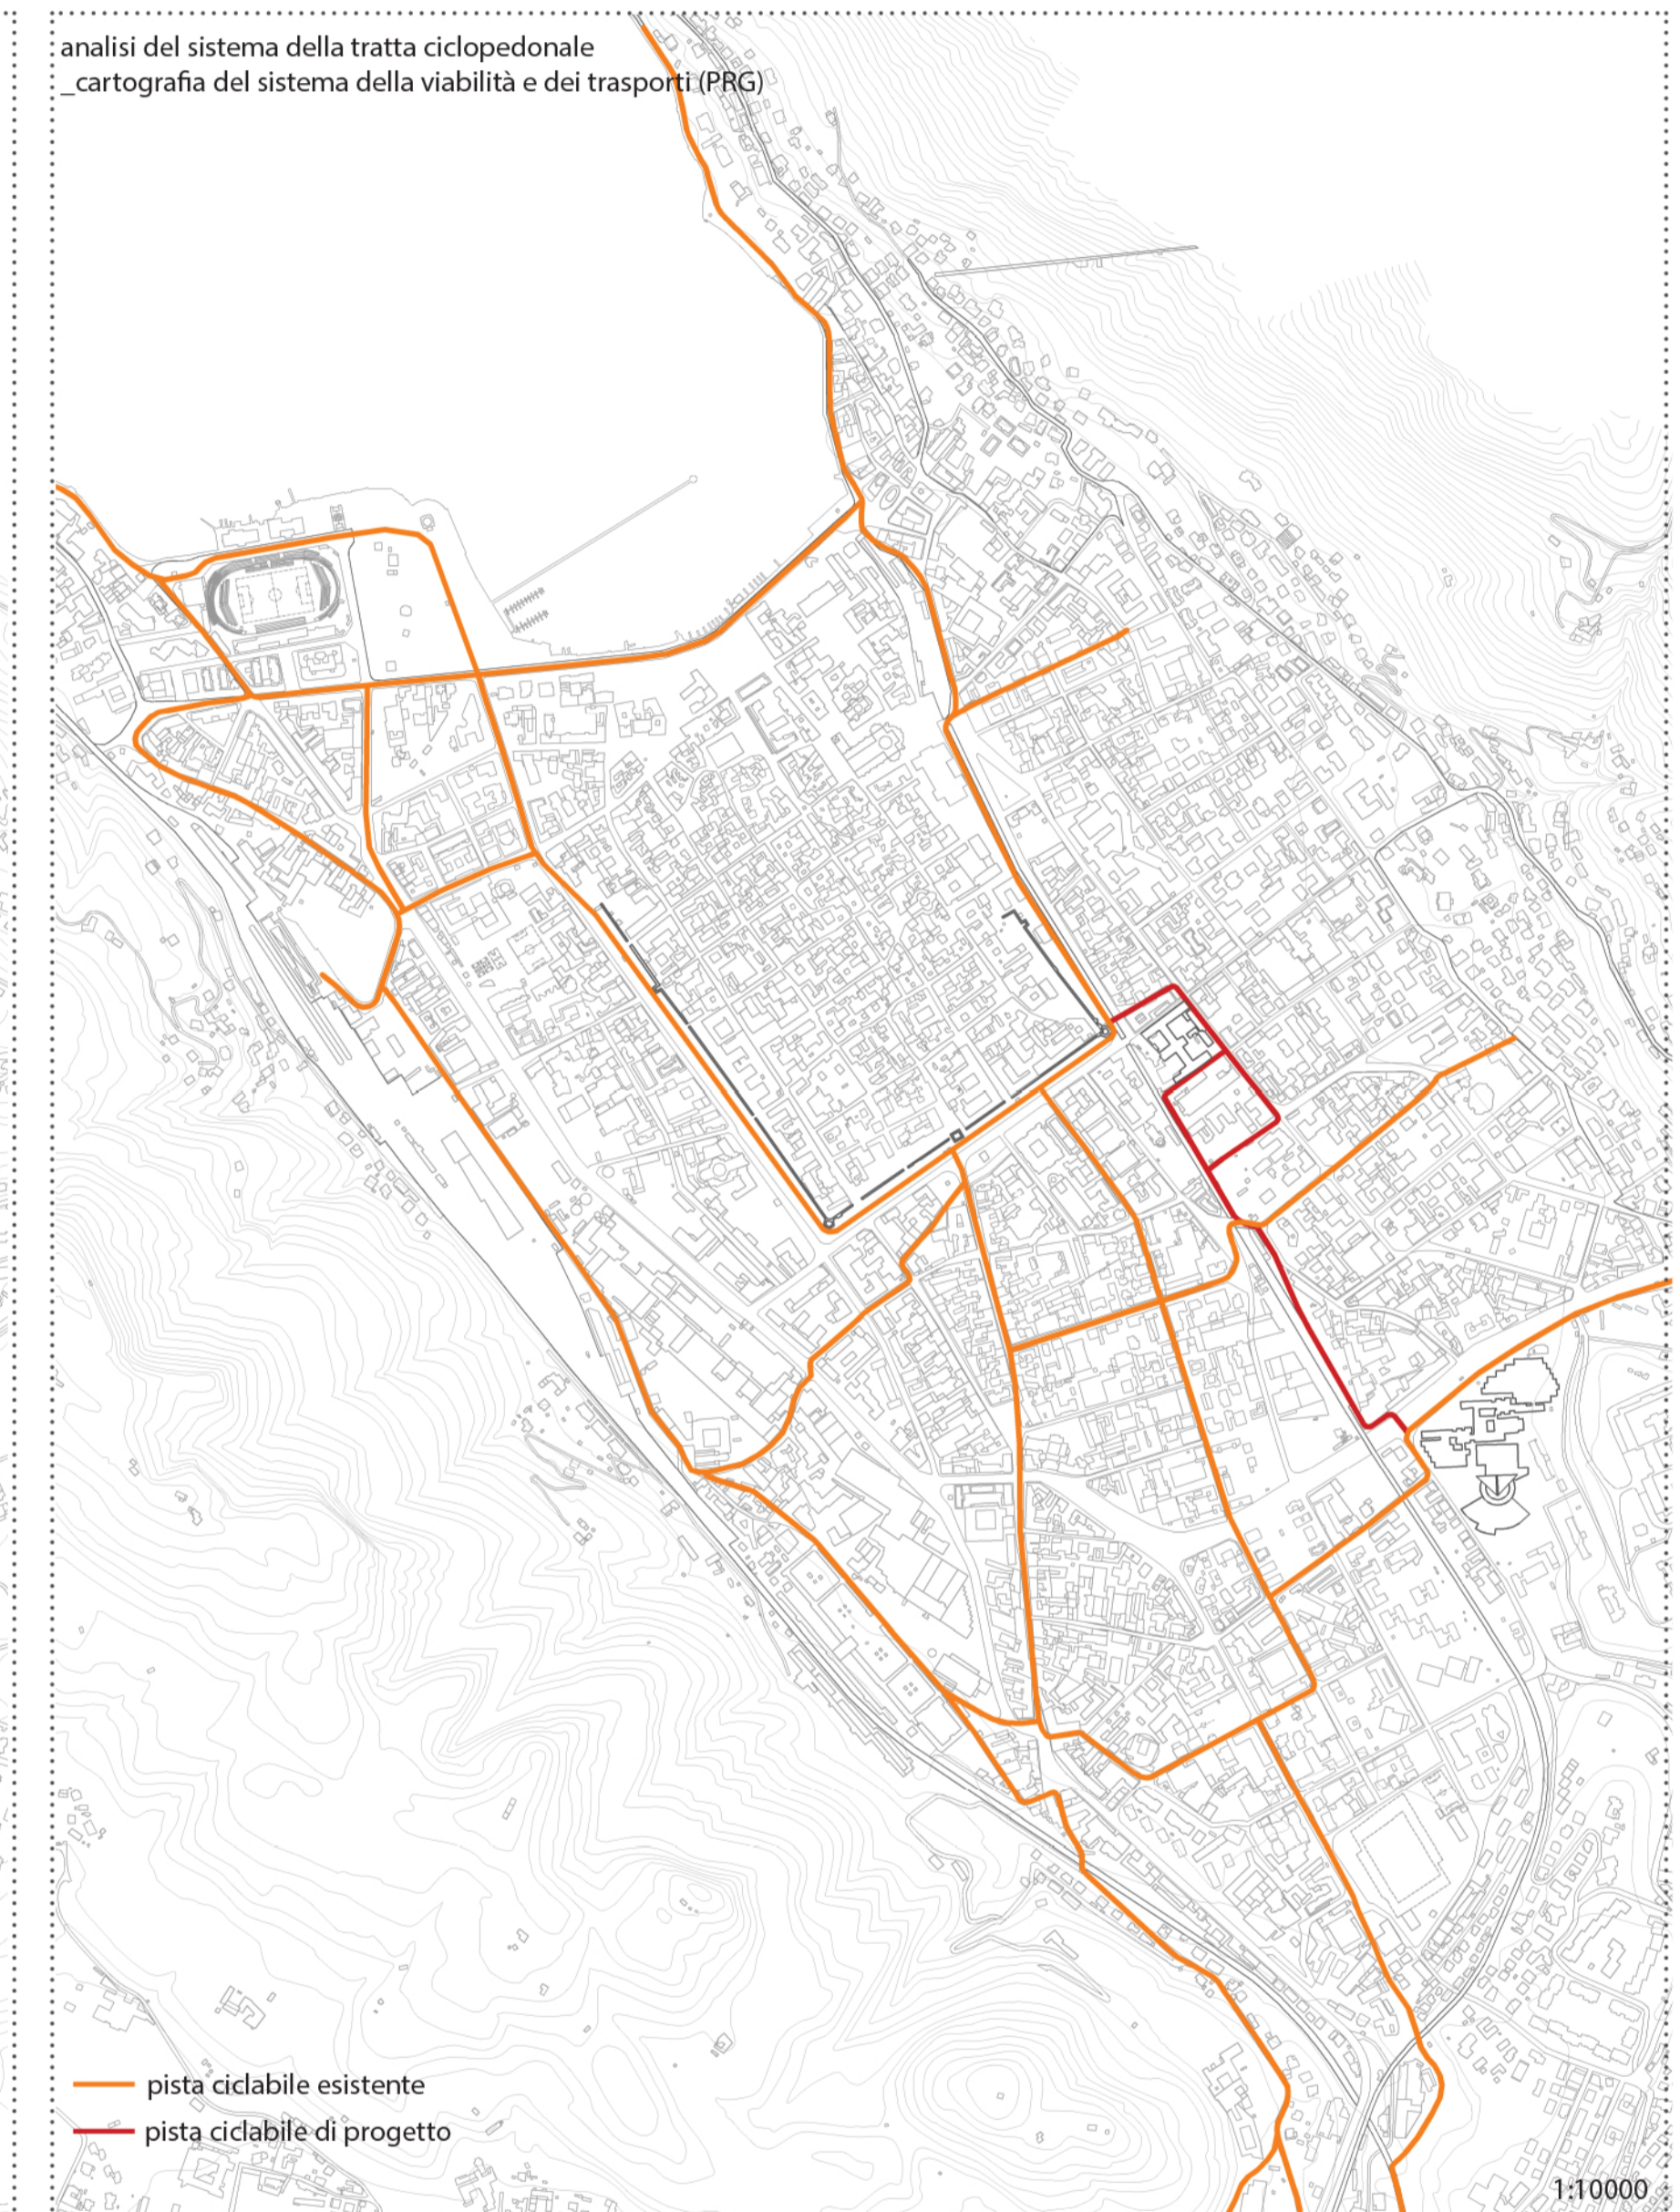 analisi del sistema della tratta ciclopedonale
_cartografia del sistema della viabilità e dei trasporti (PRG)
pista ciclabile esistente
pista ciclabile di progetto
1:10000